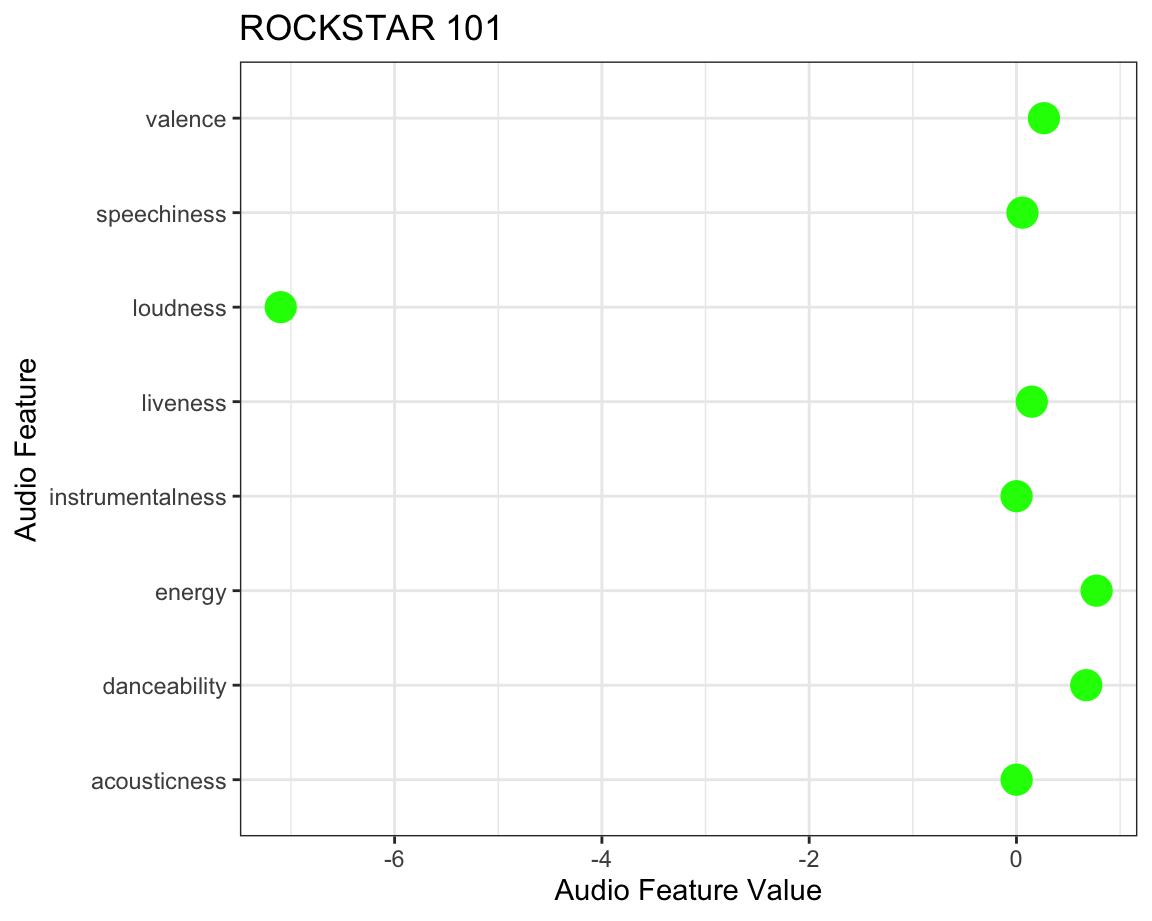 ROCKSTAR 101
valence
speechiness
loudness
liveness
instrumentalness
energy
danceability
acousticness
Audio Feature
-6 -4 -2 0
Audio Feature Value